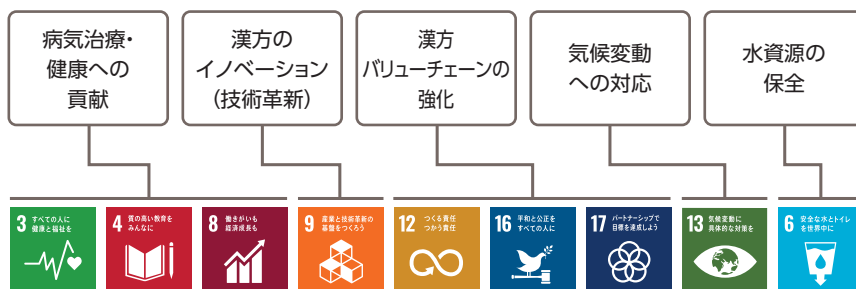 病気治療・
健康への
貢献
漢方の
イノベーション
（技術革新）
漢方
バリューチェーンの
強化
気候変動
への対応
水資源の
保全
3 すべての人に
健康と福祉を
4 質の高い教育を
みんなに
8 働きがいも
経済成長も
9 産業と技術革新の
基盤をつくろう
12 つくる責任
つかう責任
16 平和と公正を
すべての人に
17 パートナーシップで
目標を達成しよう
13 気候変動に
具体的な対策を
6 安全な水とトイレ
を世界中に